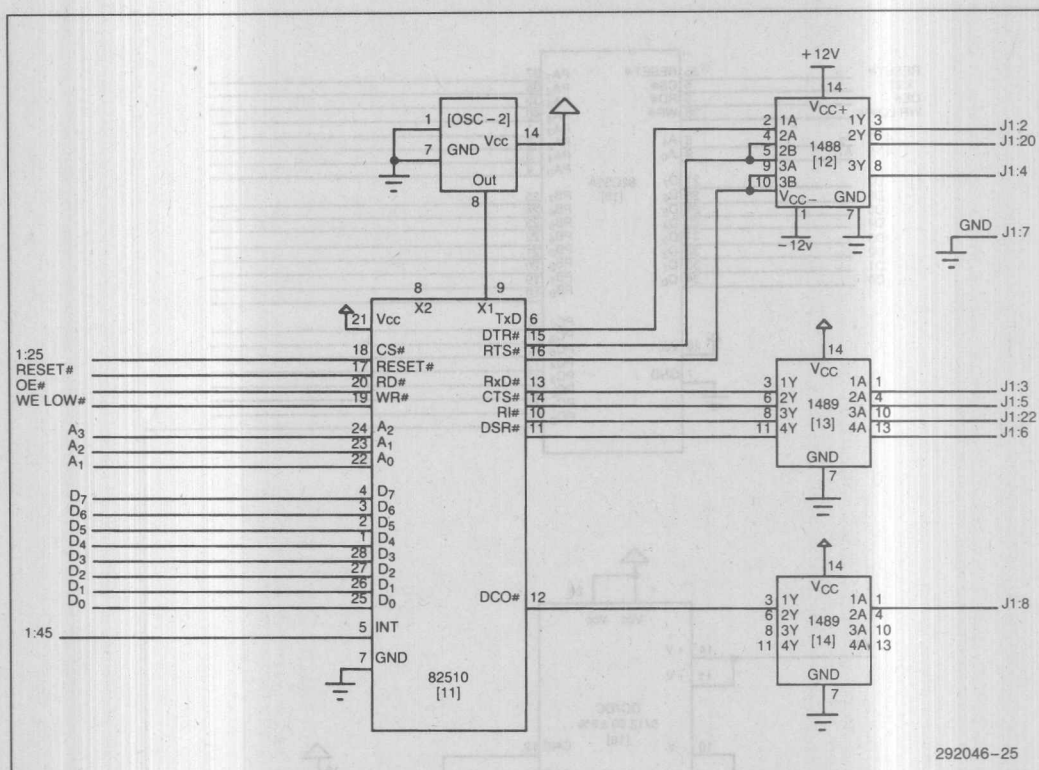 +12V
14
1 [OSC-2]
Vcc 14
7 GND
Out
8
VCC+
2 1A 1Y 3 J1:2
4 2A 2Y 6 J1:20
5 2B 1488
9 3A [12] 3Y 8 J1:4
10 3B
VCC- GND
1 7
-12v
GND J1:7
8 9
X2 X1
21 Vcc TxD 6
DTR# 15
1:25 18 CS# RTS# 16
RESET# 17 RESET#
OE# 20 RD#
WE LOW# 19 WR#
RxD# 13
CTS# 14
RI# 10
DSR# 11
14
VCC
3 1Y 1A 1 J1:3
6 2Y 2A 4 J1:5
8 3Y 1489 3A 10 J1:22
11 4Y [13] 4A 13 J1:6
GND
7
A3 24 A2
A2 23 A1
A1 22 A0
D7 4 D7
D6 3 D6
D5 2 D5
D4 1 D4
D3 28 D3
D2 27 D2
D1 26 D1
D0 25 D0
DCO# 12
14
VCC
3 1Y 1A 1 J1:8
6 2Y 1489 2A 4
8 3Y [14] 3A 10
11 4Y 4A 13
GND
7
1:45 5 INT
7 GND
82510
[11]
292046-25